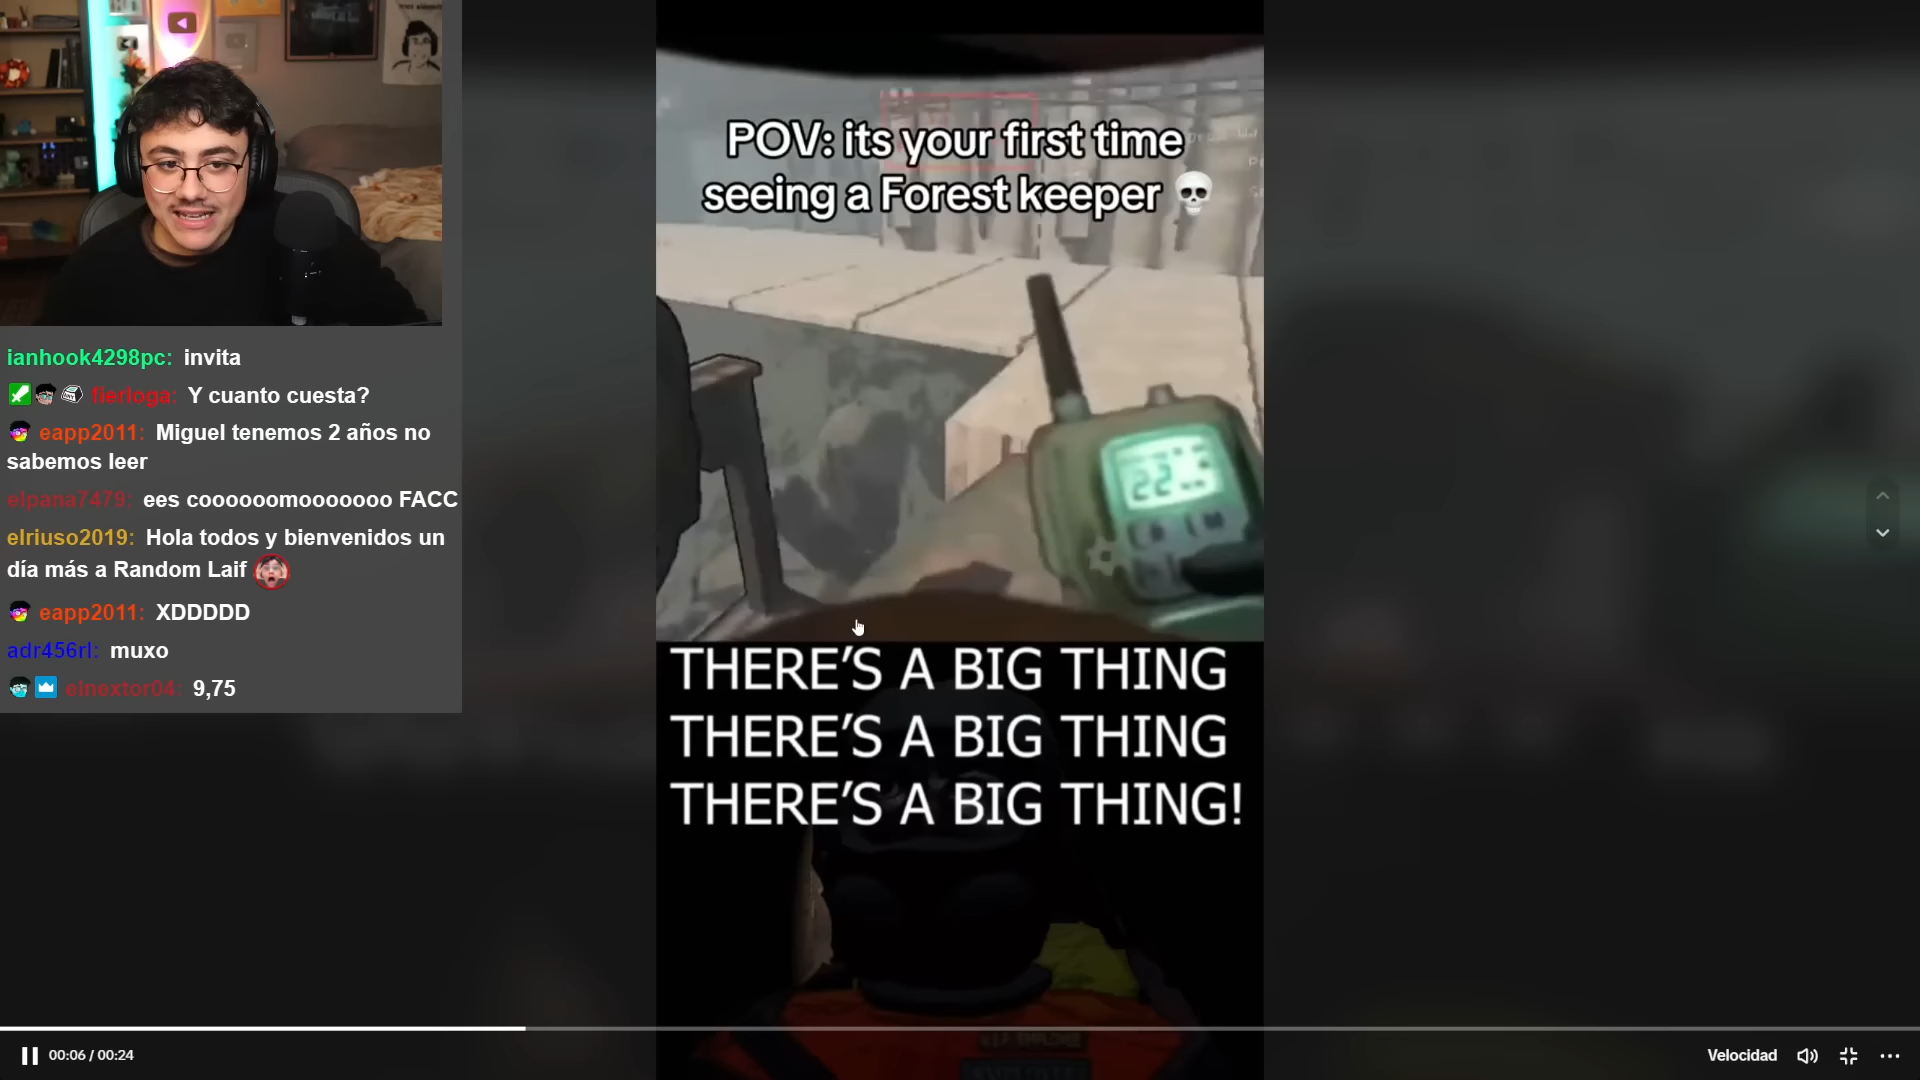 ianhook4298pc: invita
fierloga: Y cuanto cuesta?
eapp2011: Miguel tenemos 2 años no
sabemos leer
elpana7479: ees coooooomooooooo FACC
elriuso2019: Hola todos y bienvenidos un
día más a Random Laif
eapp2011: XDDDDD
adr456rl: muxo
elnextor04: 9,75
POV: its your first time
seeing a Forest keeper 💀
22
THERE'S A BIG THING
THERE'S A BIG THING
THERE'S A BIG THING!
00:06 / 00:24
Velocidad